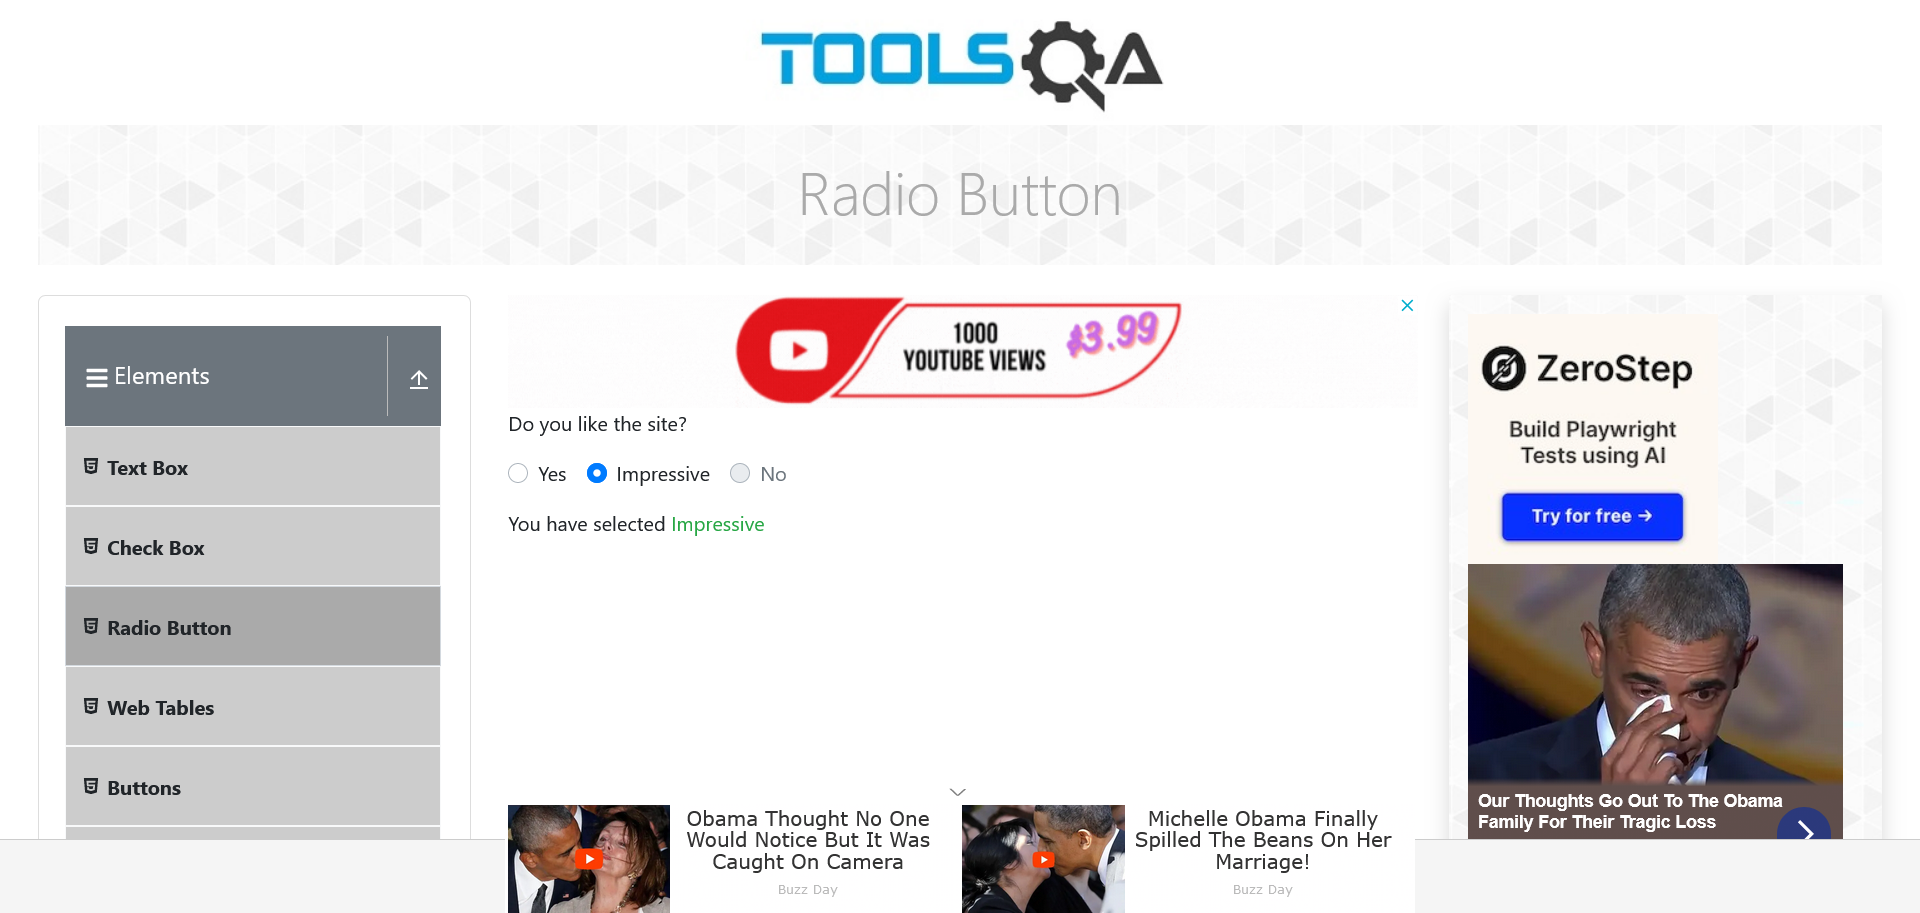 TOOLSQA
Radio Button
Elements
Text Box
Check Box
Radio Button
Web Tables
Buttons
1000
YOUTUBE VIEWS
$3.99
Do you like the site?
Yes
Impressive
No
You have selected Impressive
ZeroStep
Build Playwright
Tests using AI
Try for free →
Our Thoughts Go Out To The Obama
Family For Their Tragic Loss
Obama Thought No One
Would Notice But It Was
Caught On Camera
Buzz Day
Michelle Obama Finally
Spilled The Beans On Her
Marriage!
Buzz Day